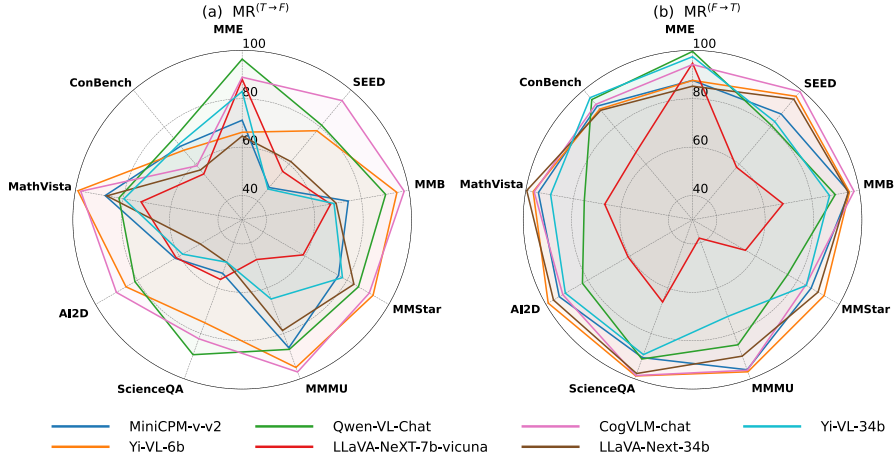 (a) MR^(T→F)
MME
100
80
60
40
SEED
MMB
MMStar
MMMU
ScienceQA
AI2D
MathVista
ConBench
(b) MR^(F→T)
MME
100
80
60
40
SEED
MMB
MMStar
MMMU
ScienceQA
AI2D
MathVista
ConBench
MiniCPM-v-v2
Qwen-VL-Chat
CogVLM-chat
Yi-VL-34b
Yi-VL-6b
LLaVA-NeXT-7b-vicuna
LLaVA-Next-34b